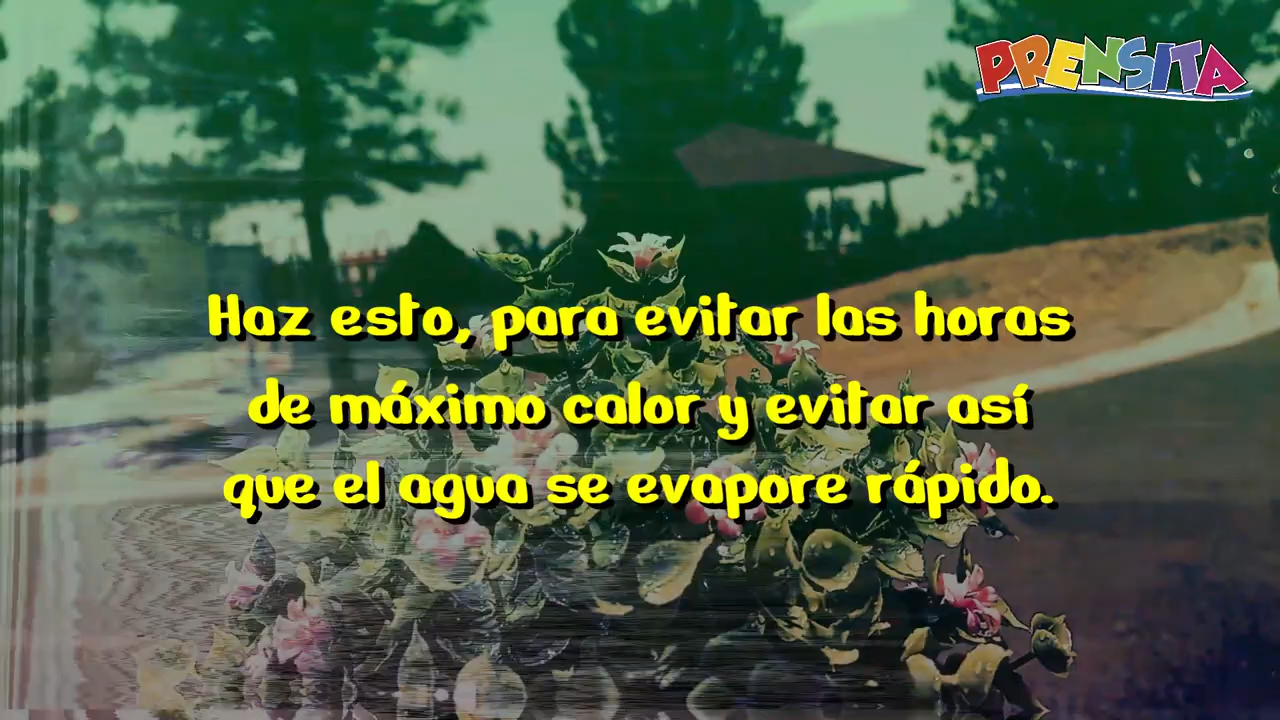 PRENSITA
Haz esto, para evitar las horas
de máximo calor y evitar así
que el agua se evapore rápido.